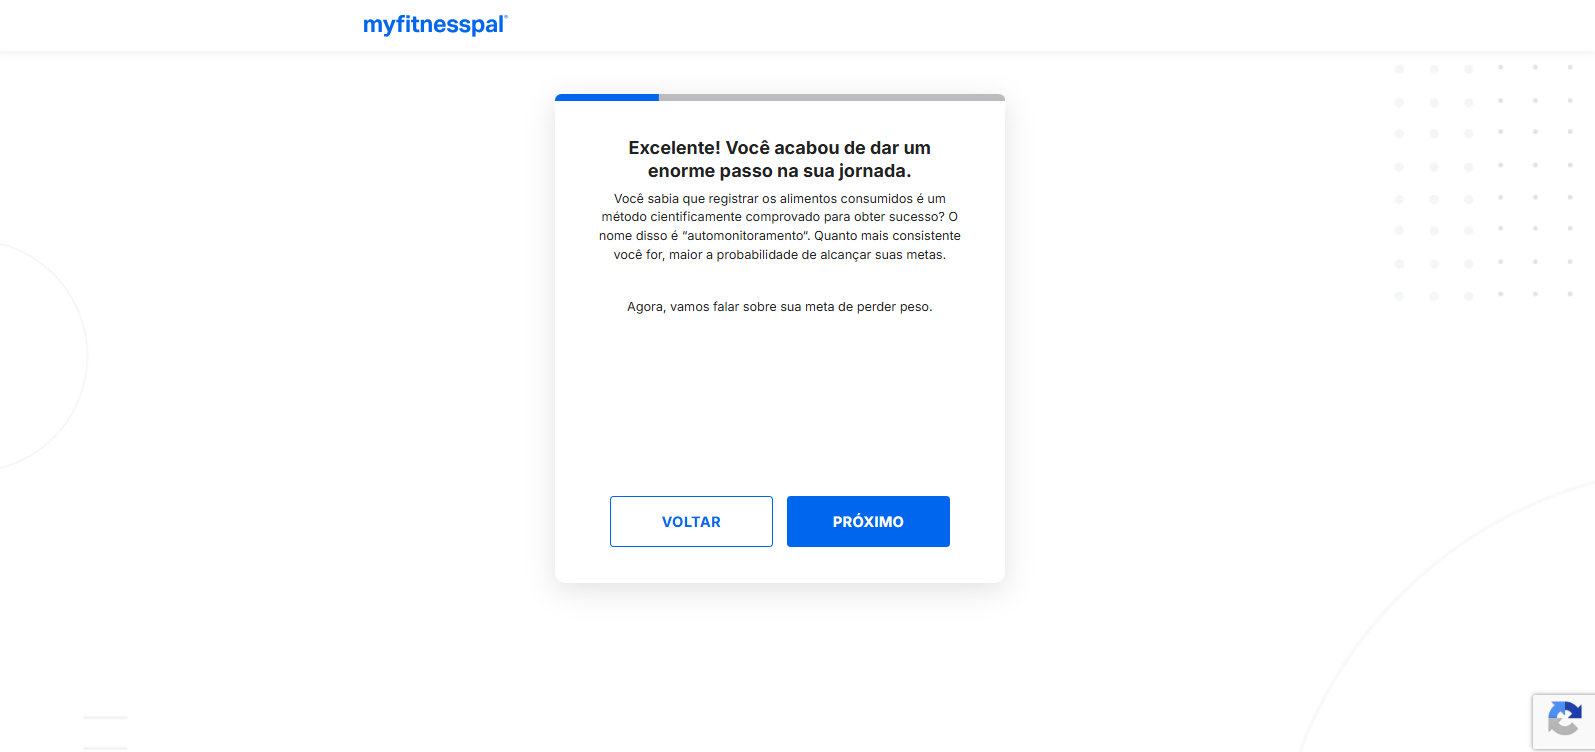 myfitnesspal®
Excelente! Você acabou de dar um
enorme passo na sua jornada.
Você sabia que registrar os alimentos consumidos é um
método cientificamente comprovado para obter sucesso? O
nome disso é “automonitoramento“. Quanto mais consistente
você for, maior a probabilidade de alcançar suas metas.
Agora, vamos falar sobre sua meta de perder peso.
VOLTAR
PRÓXIMO